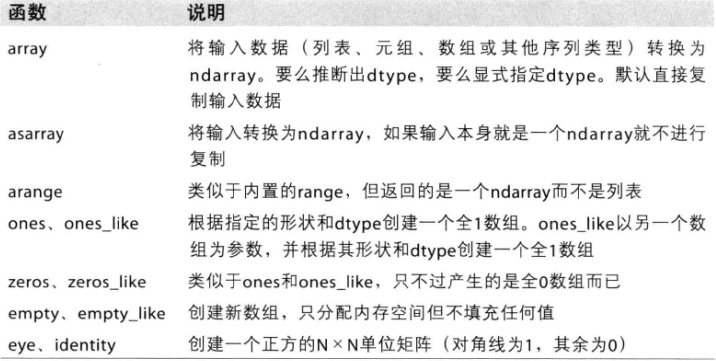 函数 说明
array 将输入数据（列表、元组、数组或其他序列类型）转换为
ndarray。要么推断出dtype，要么显式指定dtype。默认直接复
制输入数据
asarray 将输入转换为ndarray，如果输入本身就是一个ndarray就不进行
复制
arange 类似于内置的range，但返回的是一个ndarray而不是列表
ones、ones_like 根据指定的形状和dtype创建一个全1数组。ones_like以另一个数
组为参数，并根据其形状和dtype创建一个全1数组
zeros、zeros_like 类似于ones和ones_like，只不过产生的是全0数组而已
empty、empty_like 创建新数组，只分配内存空间但不填充任何值
eye、identity 创建一个正方的N×N单位矩阵（对角线为1，其余为0）